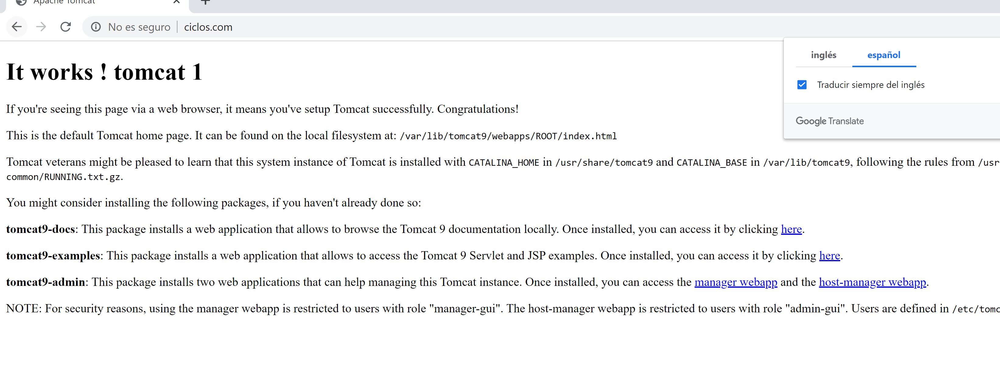 Apache Tomcat
No es seguro | ciclos.com
inglés español
Traducir siempre del inglés
Google Translate
It works ! tomcat 1
If you're seeing this page via a web browser, it means you've setup Tomcat successfully. Congratulations!
This is the default Tomcat home page. It can be found on the local filesystem at: /var/lib/tomcat9/webapps/ROOT/index.html
Tomcat veterans might be pleased to learn that this system instance of Tomcat is installed with CATALINA_HOME in /usr/share/tomcat9 and CATALINA_BASE in /var/lib/tomcat9, following the rules from /usr
common/RUNNING.txt.gz.
You might consider installing the following packages, if you haven't already done so:
tomcat9-docs: This package installs a web application that allows to browse the Tomcat 9 documentation locally. Once installed, you can access it by clicking here.
tomcat9-examples: This package installs a web application that allows to access the Tomcat 9 Servlet and JSP examples. Once installed, you can access it by clicking here.
tomcat9-admin: This package installs two web applications that can help managing this Tomcat instance. Once installed, you can access the manager webapp and the host-manager webapp.
NOTE: For security reasons, using the manager webapp is restricted to users with role "manager-gui". The host-manager webapp is restricted to users with role "admin-gui". Users are defined in /etc/tomc